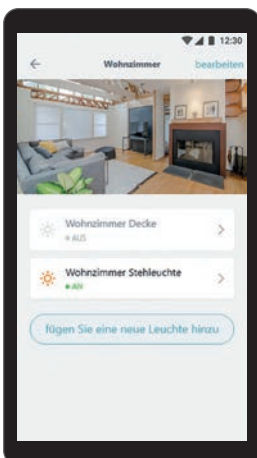 12:30
Wohnzimmer bearbeiten
Wohnzimmer Decke
AUS
Wohnzimmer Stehleuchte
AN
fügen Sie eine neue Leuchte hinzu